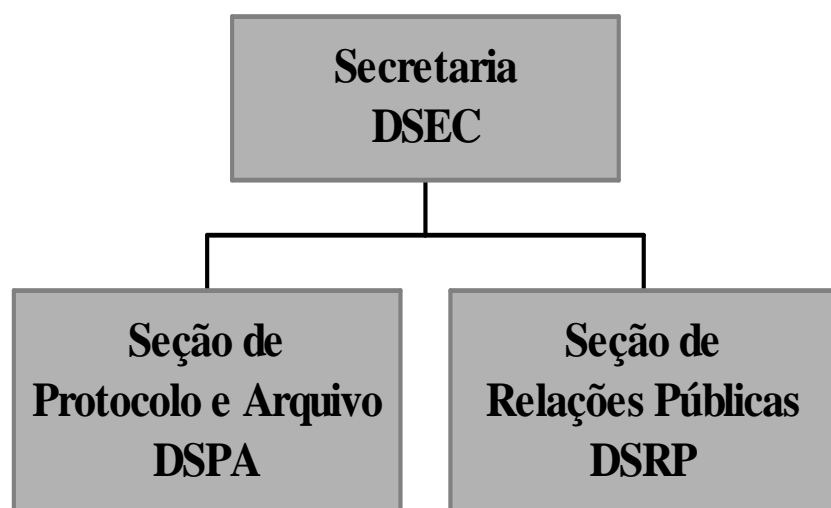 Secretaria
DSEC
Seção de
Protocolo e Arquivo
DSPA
Seção de
Relações Públicas
DSRP